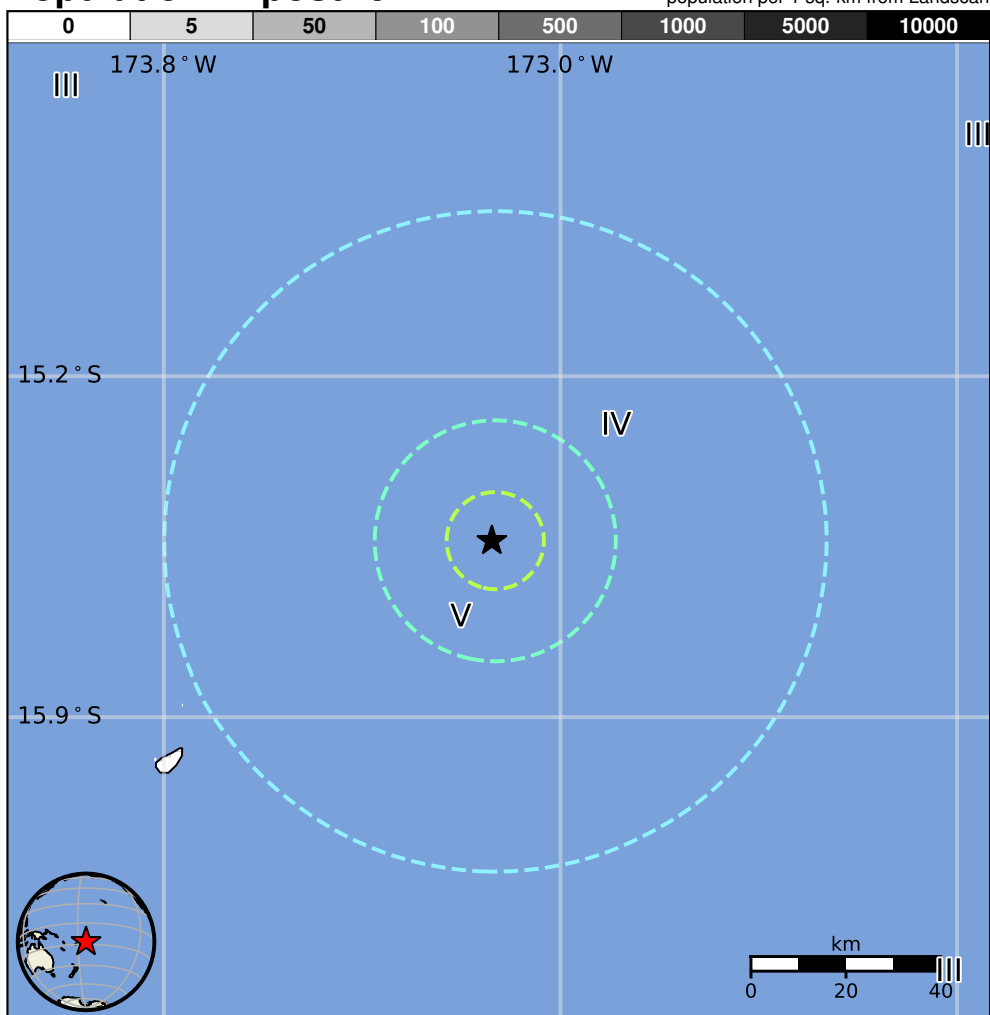 population per 1 sq. km from Landscan
0 5 50 100 500 1000 5000 10000
173.8°W 173.0°W
III
III
15.2°S
IV
V
15.9°S
km
III
0 20 40